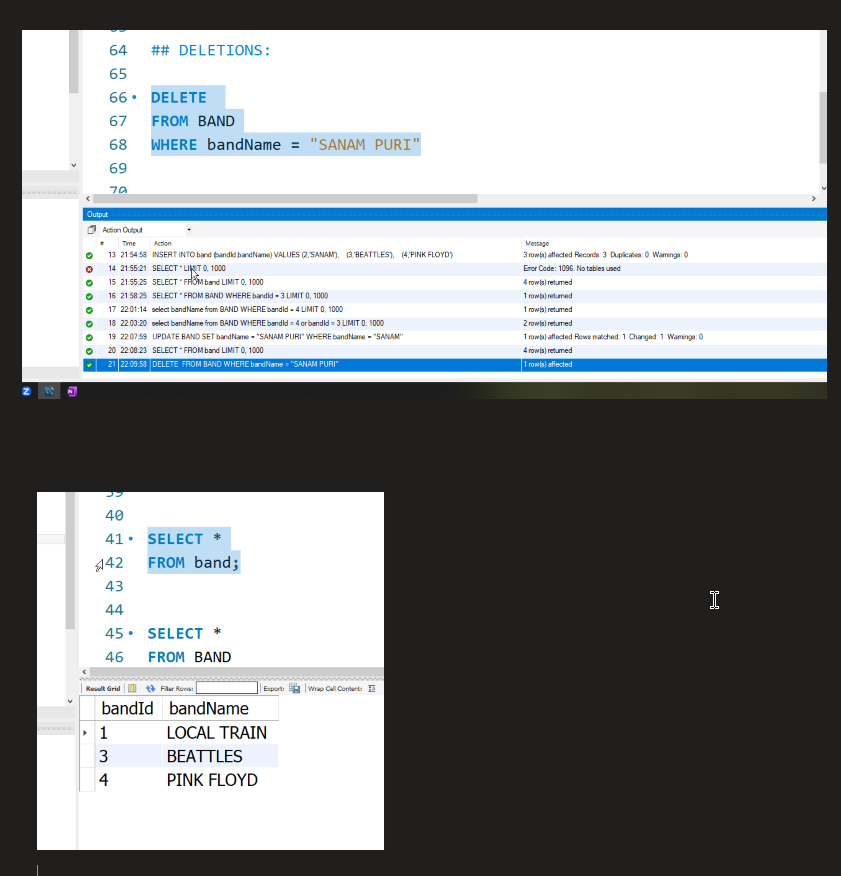 64 ## DELETIONS:
65
66 DELETE
67 FROM BAND
68 WHERE bandName = "SANAM PURI"
69
70
Output
Action Output
# Time Action Message
13 21:54:58 INSERT INTO band (bandId,bandName) VALUES (2,'SANAM'), (3,'BEATTLES'), (4,'PINK FLOYD') 3 row(s) affected Records: 3 Duplicates: 0 Warnings: 0
14 21:55:21 SELECT * LIMIT 0, 1000 Error Code: 1096. No tables used
15 21:55:25 SELECT * FROM band LIMIT 0, 1000 4 row(s) returned
16 21:58:25 SELECT * FROM BAND WHERE bandId = 3 LIMIT 0, 1000 1 row(s) returned
17 22:01:14 select bandName from BAND WHERE bandId = 4 LIMIT 0, 1000 1 row(s) returned
18 22:03:20 select bandName from BAND WHERE bandId = 4 or bandId = 3 LIMIT 0, 1000 2 row(s) returned
19 22:07:59 UPDATE BAND SET bandName = "SANAM PURI" WHERE bandName = "SANAM" 1 row(s) affected Rows matched: 1 Changed: 1 Warnings: 0
20 22:08:23 SELECT * FROM band LIMIT 0, 1000 4 row(s) returned
21 22:09:58 DELETE FROM BAND WHERE bandName = "SANAM PURI" 1 row(s) affected
40
41 SELECT *
42 FROM band;
43
44
45 SELECT *
46 FROM BAND
Result Grid Filter Rows: Export: Wrap Cell Content:
bandId bandName
1 LOCAL TRAIN
3 BEATTLES
4 PINK FLOYD